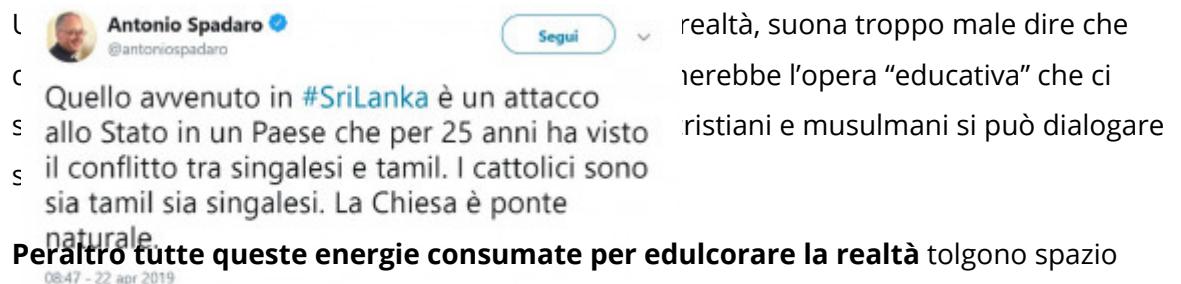 Antonio Spadaro
@antoniospadaro
Segui
Quello avvenuto in #SriLanka è un attacco
allo Stato in un Paese che per 25 anni ha visto
il conflitto tra singalesi e tamil. I cattolici sono
sia tamil sia singalesi. La Chiesa è ponte
naturale.
08:47 - 22 apr 2019
realtà, suona troppo male dire che
l’opera “educativa” che ci
e musulmani si può dialogare
Peraltro tutte queste energie consumate per edulcorare la realtà tolgono spazio